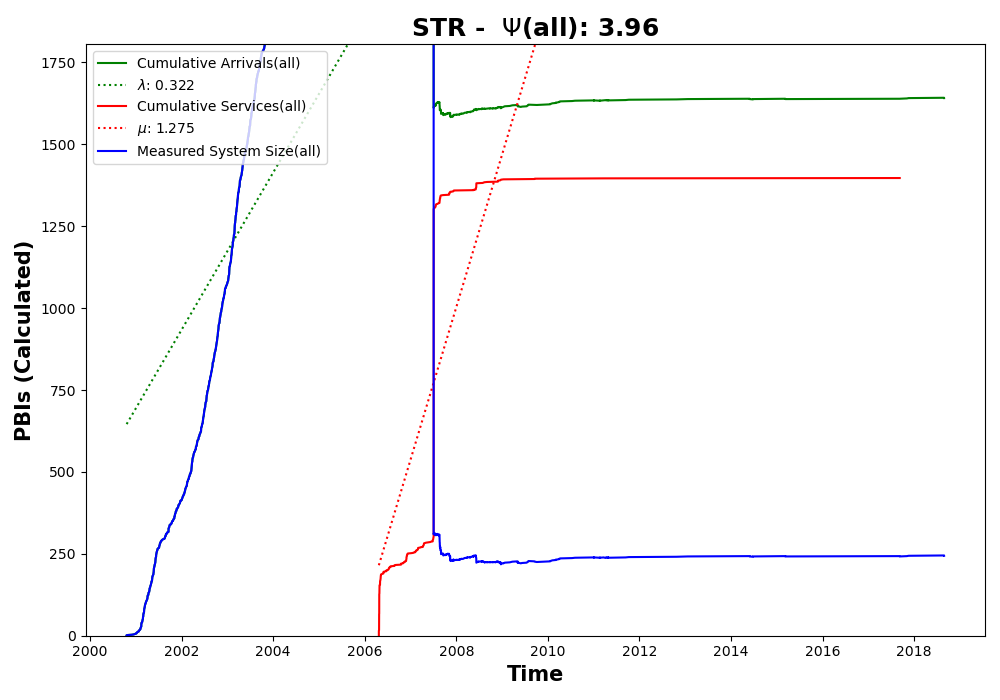 STR -  Ψ(all): 3.96
Cumulative Arrivals(all)
λ: 0.322
Cumulative Services(all)
μ: 1.275
Measured System Size(all)
PBIs (Calculated)
1750
1500
1250
1000
750
500
250
0
2000 2002 2004 2006 2008 2010 2012 2014 2016 2018
Time